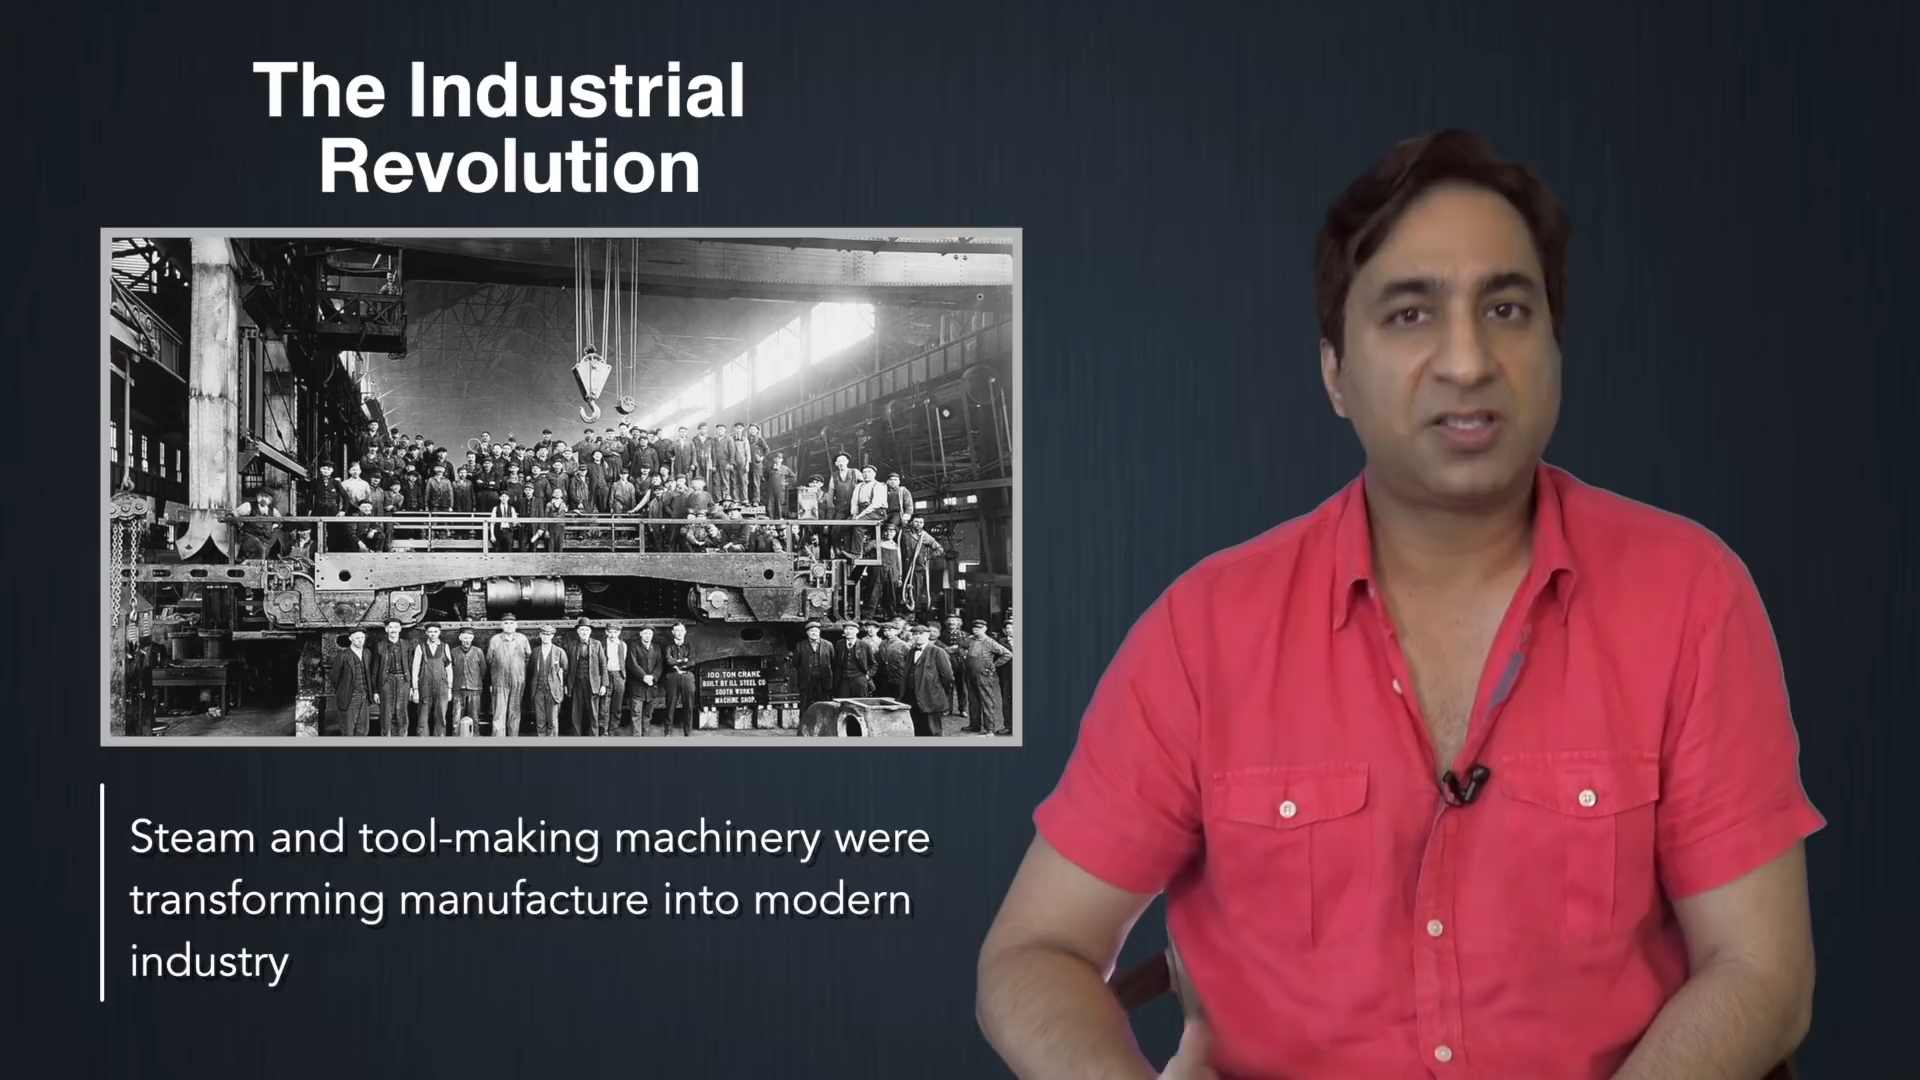 The Industrial
Revolution
100 TON CRANE
BUILT BY ILL STEEL CO
SOUTH WORKS
MACHINE SHOP.
Steam and tool-making machinery were
transforming manufacture into modern
industry